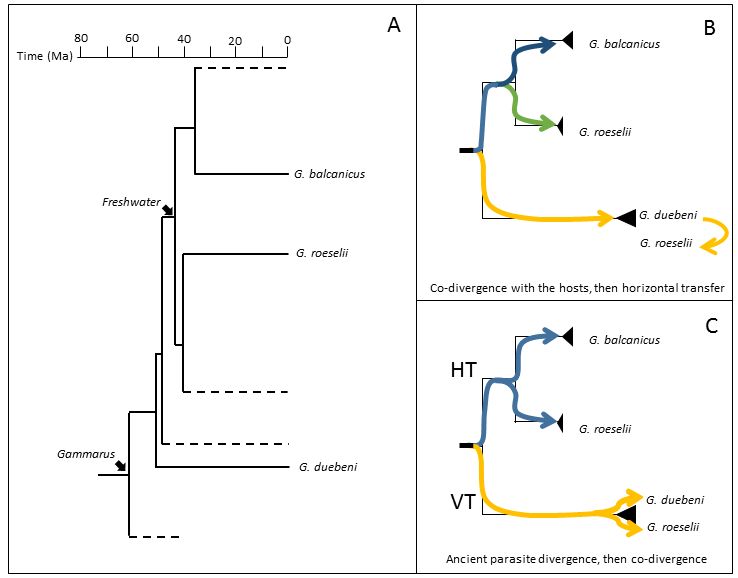 A
80 60 40 20 0
Time (Ma)
G. balcanicus
Freshwater
G. roeselii
Gammarus
G. duebeni
B
G. balcanicus
G. roeselii
G. duebeni
G. roeselii
Co-divergence with the hosts, then horizontal transfer
C
G. balcanicus
HT
G. roeselii
VT
G. duebeni
G. roeselii
Ancient parasite divergence, then co-divergence